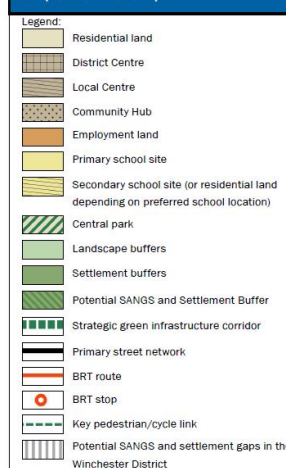 Legend:
Residential land
District Centre
Local Centre
Community Hub
Employment land
Primary school site
Secondary school site (or residential land
depending on preferred school location)
Central park
Landscape buffers
Settlement buffers
Potential SANGS and Settlement Buffer
Strategic green infrastructure corridor
Primary street network
BRT route
BRT stop
Key pedestrian/cycle link
Potential SANGS and settlement gaps in the
Winchester District